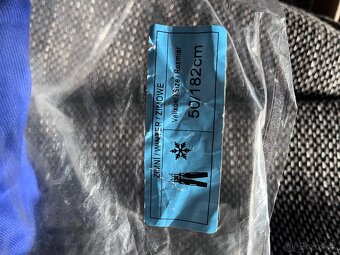 ZIMNÍ / WINTER / ZIMOWE
Velikost / Size / Rozmiar
50/182cm